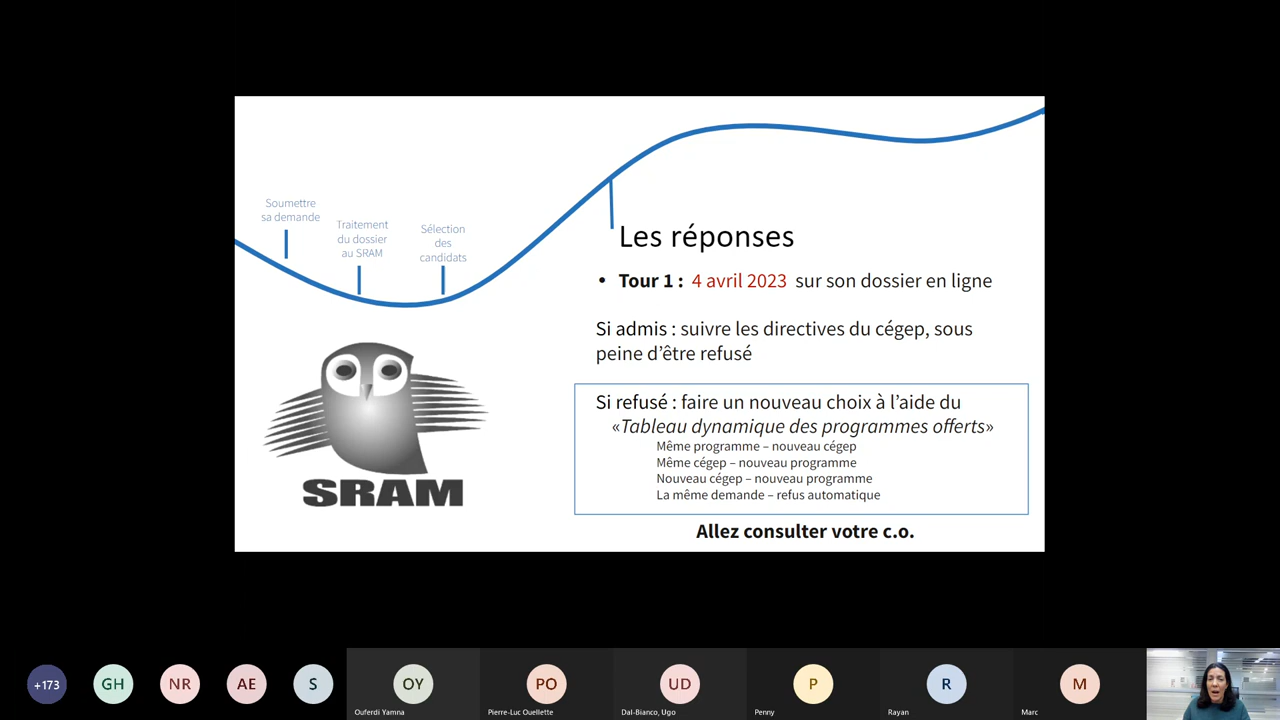 Soumettre
sa demande
Traitement
du dossier
au SRAM
Sélection
des
candidats
Les réponses
• Tour 1 : 4 avril 2023 sur son dossier en ligne
Si admis : suivre les directives du cégep, sous
peine d'être refusé
Si refusé : faire un nouveau choix à l'aide du
«Tableau dynamique des programmes offerts»
Même programme – nouveau cégep
Même cégep – nouveau programme
Nouveau cégep – nouveau programme
La même demande – refus automatique
Allez consulter votre c.o.
SRAM
+173
GH
NR
AE
S
OY
PO
UD
P
R
M
Ouferdi Yamna
Pierre-Luc Ouellette
Dal-Bianco, Ugo
Penny
Rayan
Marc